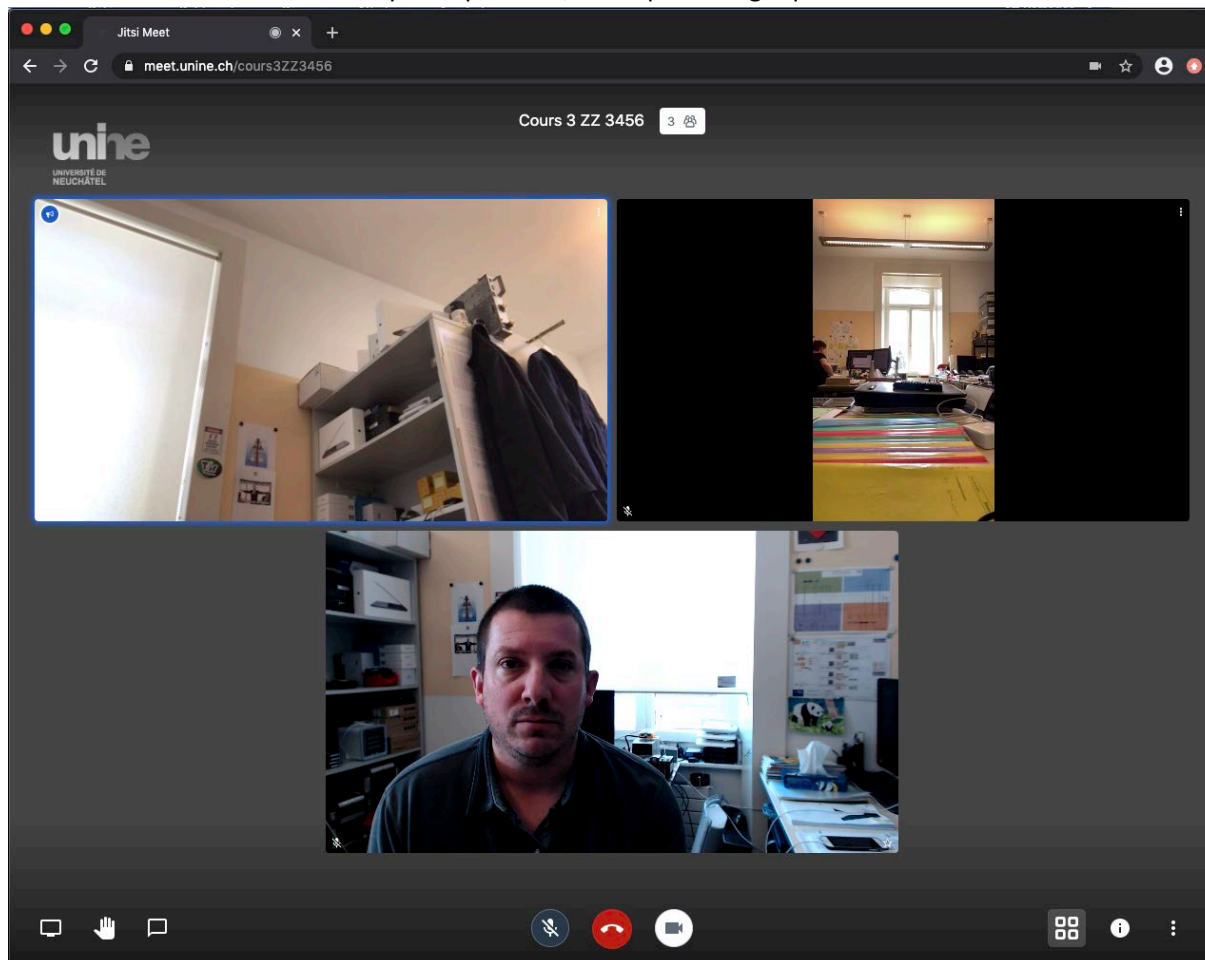 Jitsi Meet
meet.unine.ch/cours3ZZ3456
Cours 3 ZZ 3456 3
unine
UNIVERSITÉ DE
NEUCHÂTEL